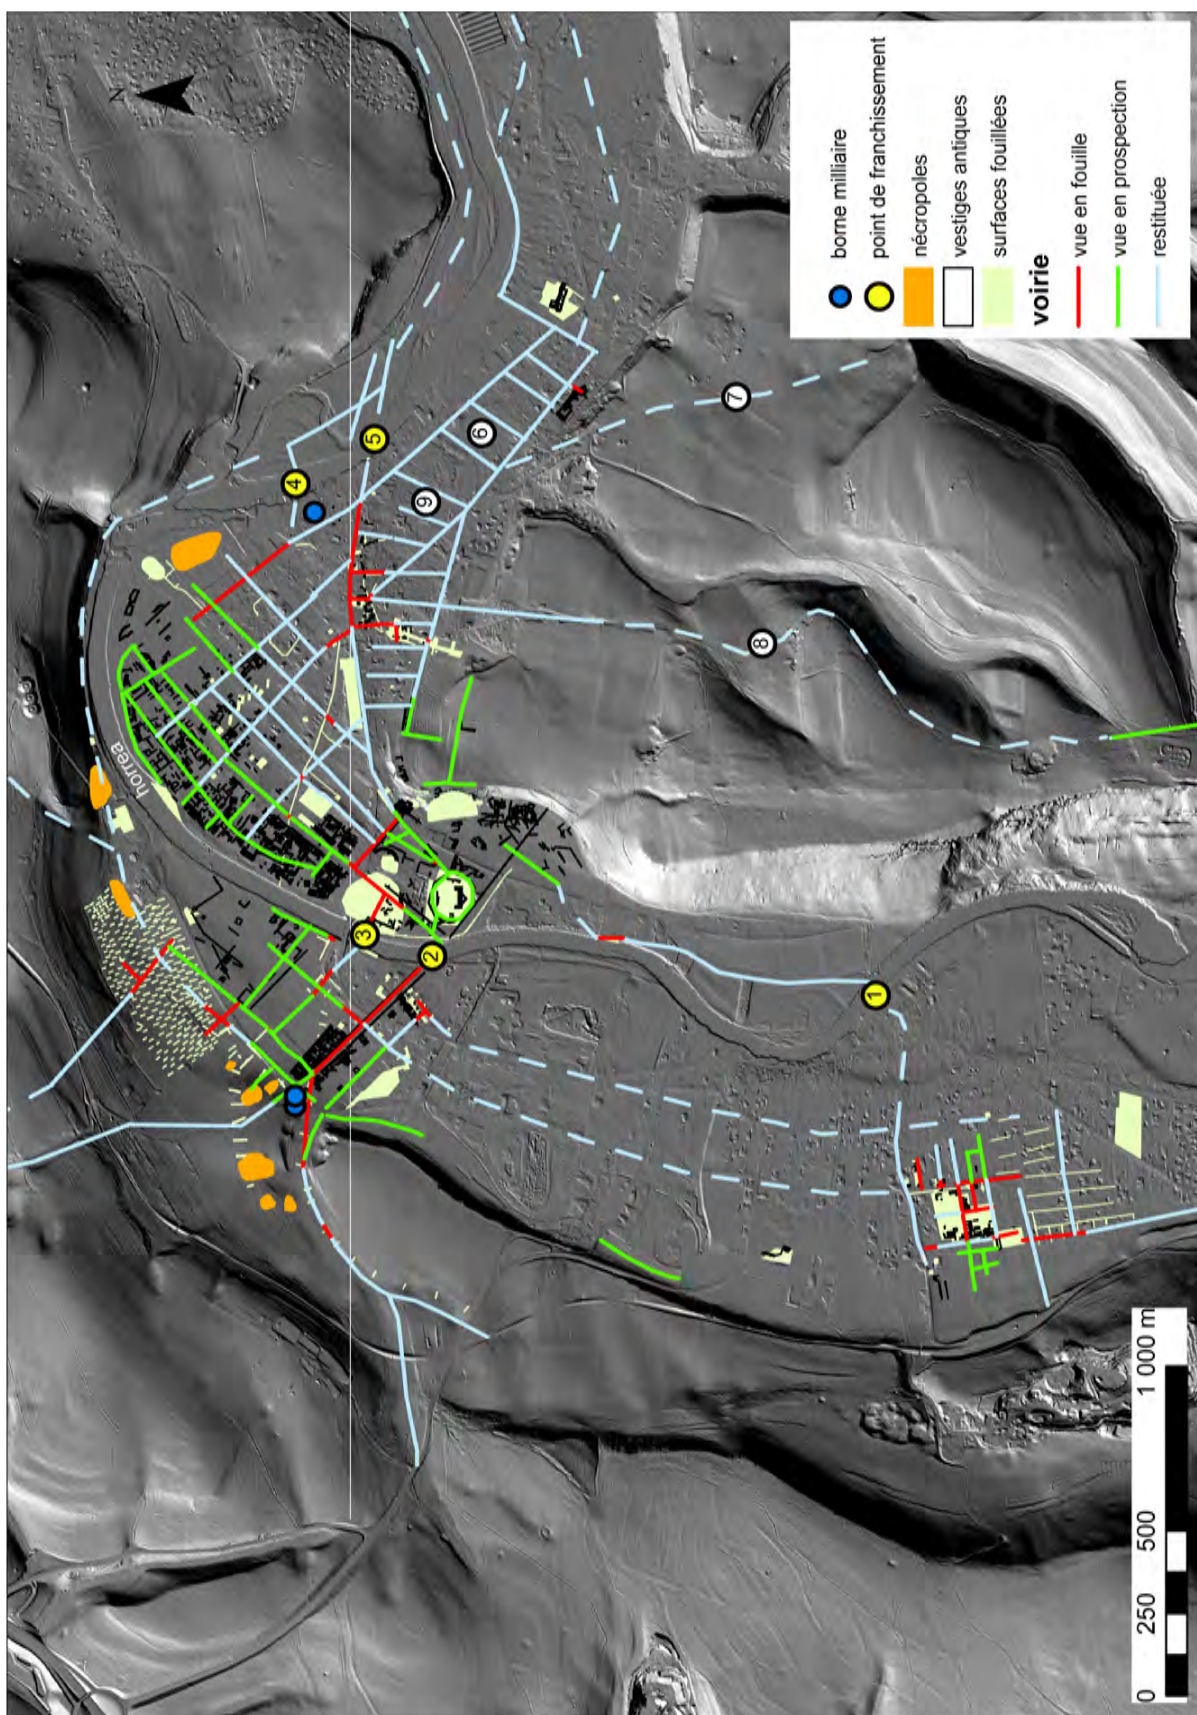 N
horrea
4
5
3
2
9
6
7
8
1
borne milliaire
point de franchissement
nécropoles
vestiges antiques
surfaces fouillées
voirie
vue en fouille
vue en prospection
restituée
0 250 500 1 000 m